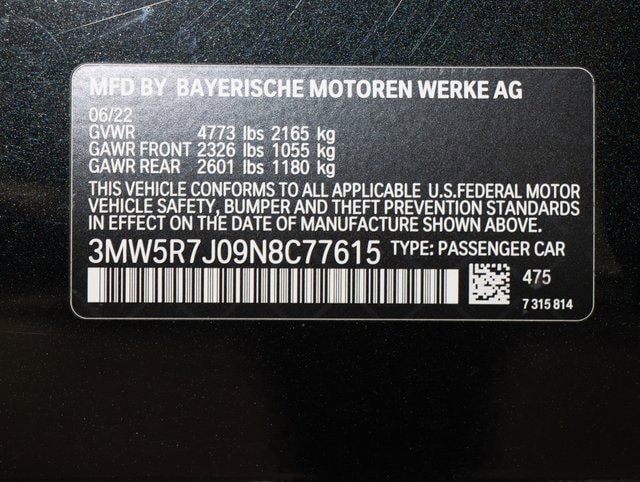 MFD BY BAYERISCHE MOTOREN WERKE AG
06/22
GVWR 4773 lbs 2165 kg
GAWR FRONT 2326 lbs 1055 kg
GAWR REAR 2601 lbs 1180 kg
THIS VEHICLE CONFORMS TO ALL APPLICABLE U.S.FEDERAL MOTOR
VEHICLE SAFETY, BUMPER AND THEFT PREVENTION STANDARDS
IN EFFECT ON THE DATE OF MANUFACTURE SHOWN ABOVE.
3MW5R7J09N8C77615 TYPE: PASSENGER CAR
475
7 315 814